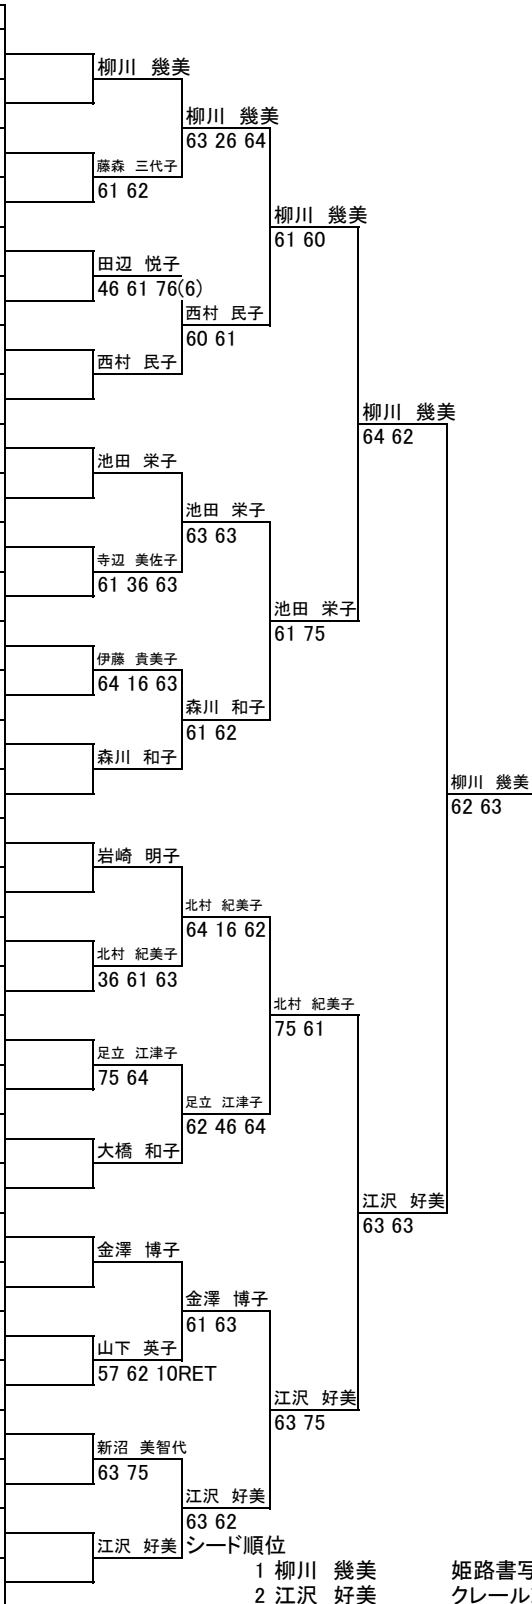 柳川 幾美
柳川 幾美
63 26 64
藤森 三代子
61 62
柳川 幾美
61 60
田辺 悦子
46 61 76(6)
西村 民子
60 61
西村 民子
柳川 幾美
64 62
池田 栄子
池田 栄子
63 63
寺辺 美佐子
61 36 63
池田 栄子
61 75
伊藤 貴美子
64 16 63
森川 和子
61 62
森川 和子
柳川 幾美
62 63
岩崎 明子
北村 紀美子
64 16 62
北村 紀美子
36 61 63
北村 紀美子
75 61
足立 江津子
75 64
足立 江津子
62 46 64
大橋 和子
江沢 好美
63 63
金澤 博子
金澤 博子
61 63
山下 英子
57 62 10RET
江沢 好美
63 75
新沼 美智代
63 75
江沢 好美
63 62
江沢 好美 シード順位
1 柳川 幾美 姫路書写
2 江沢 好美 クレール